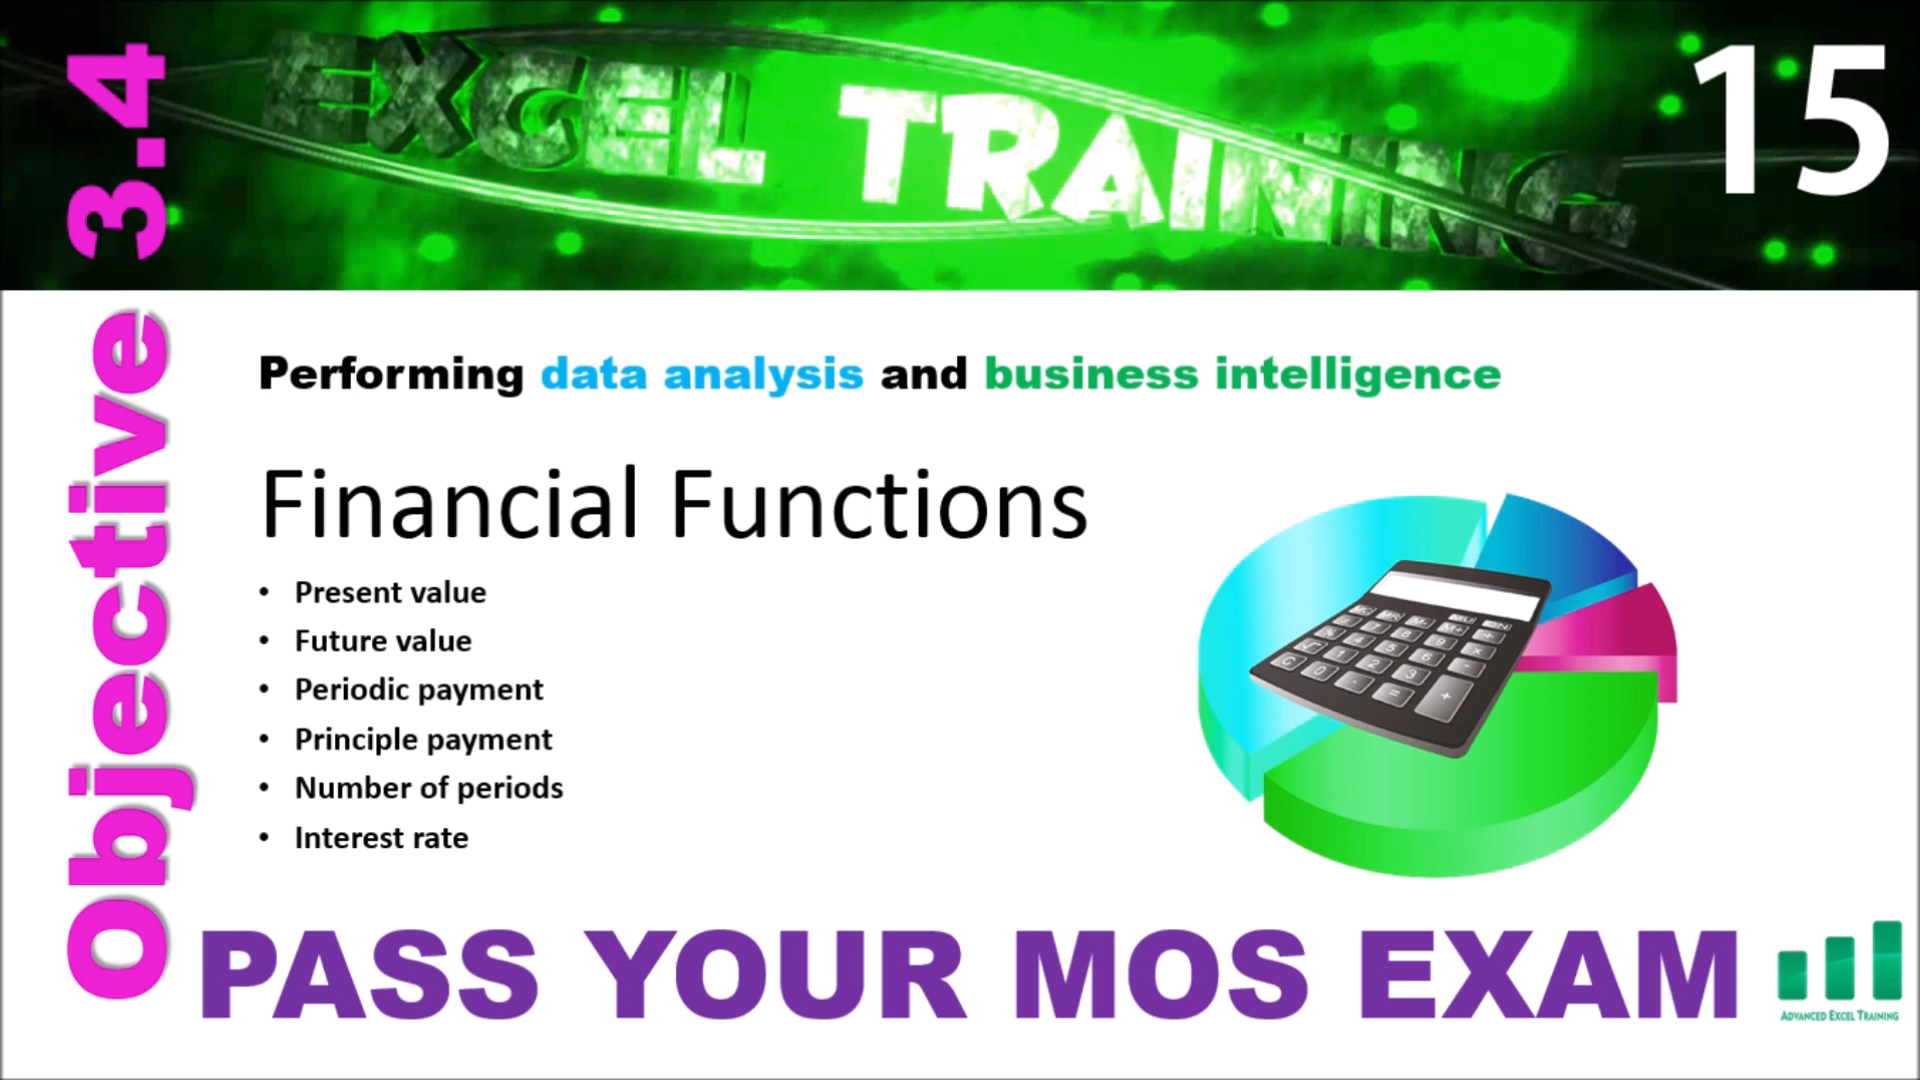 EXCEL TRAINING
15
Objective 3.4
Performing data analysis and business intelligence
Financial Functions
• Present value
• Future value
• Periodic payment
• Principle payment
• Number of periods
• Interest rate
PASS YOUR MOS EXAM
ADVANCED EXCEL TRAINING